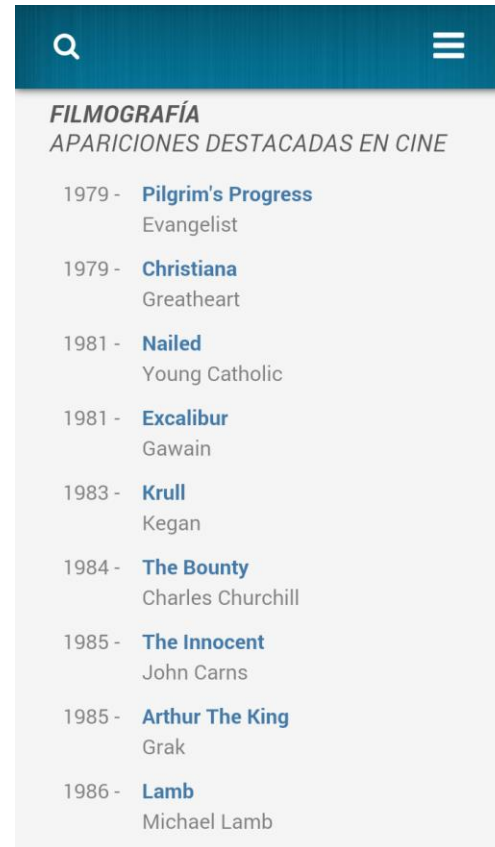 FILMOGRAFÍA
APARICIONES DESTACADAS EN CINE
1979 - Pilgrim's Progress
Evangelist
1979 - Christiana
Greatheart
1981 - Nailed
Young Catholic
1981 - Excalibur
Gawain
1983 - Krull
Kegan
1984 - The Bounty
Charles Churchill
1985 - The Innocent
John Carns
1985 - Arthur The King
Grak
1986 - Lamb
Michael Lamb